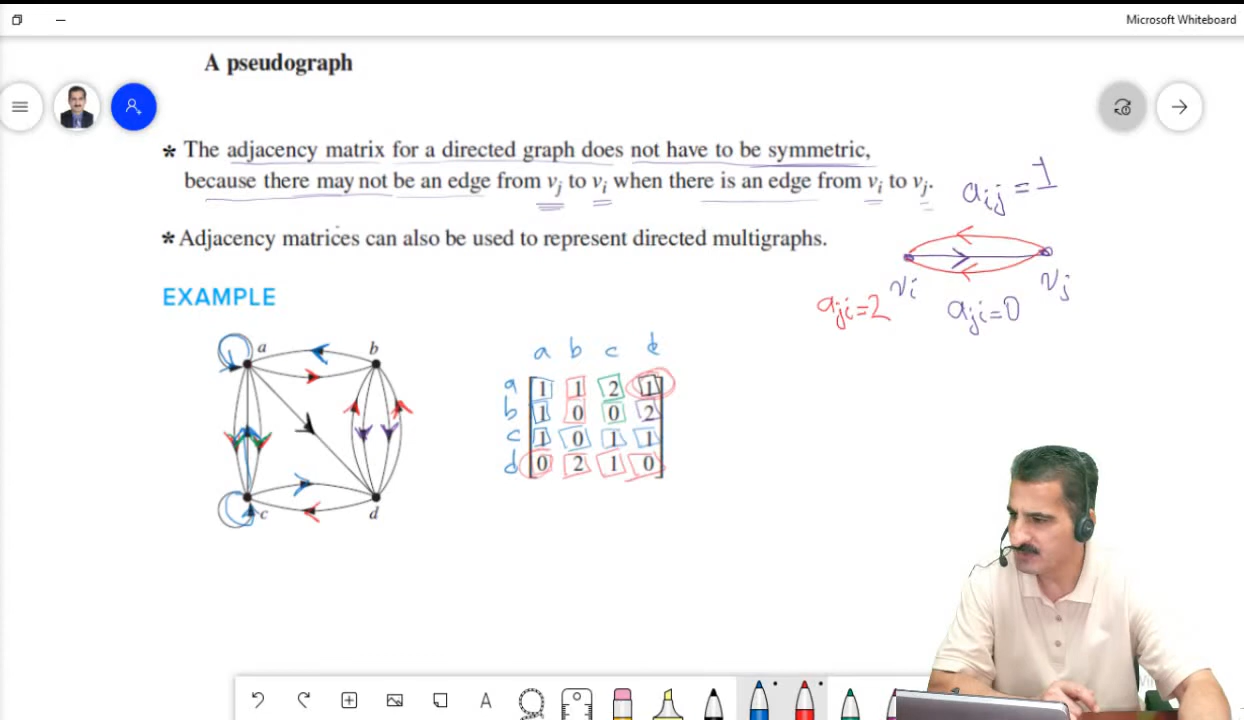 Microsoft Whiteboard
A pseudograph
* The adjacency matrix for a directed graph does not have to be symmetric,
because there may not be an edge from vj to vi when there is an edge from vi to vj.
aij = 1
* Adjacency matrices can also be used to represent directed multigraphs.
vi vj
aji=2 aji=0
EXAMPLE
a b
c d
a b c d
a 1 1 2 1
b 1 0 0 2
c 1 0 1 1
d 0 2 1 0
A